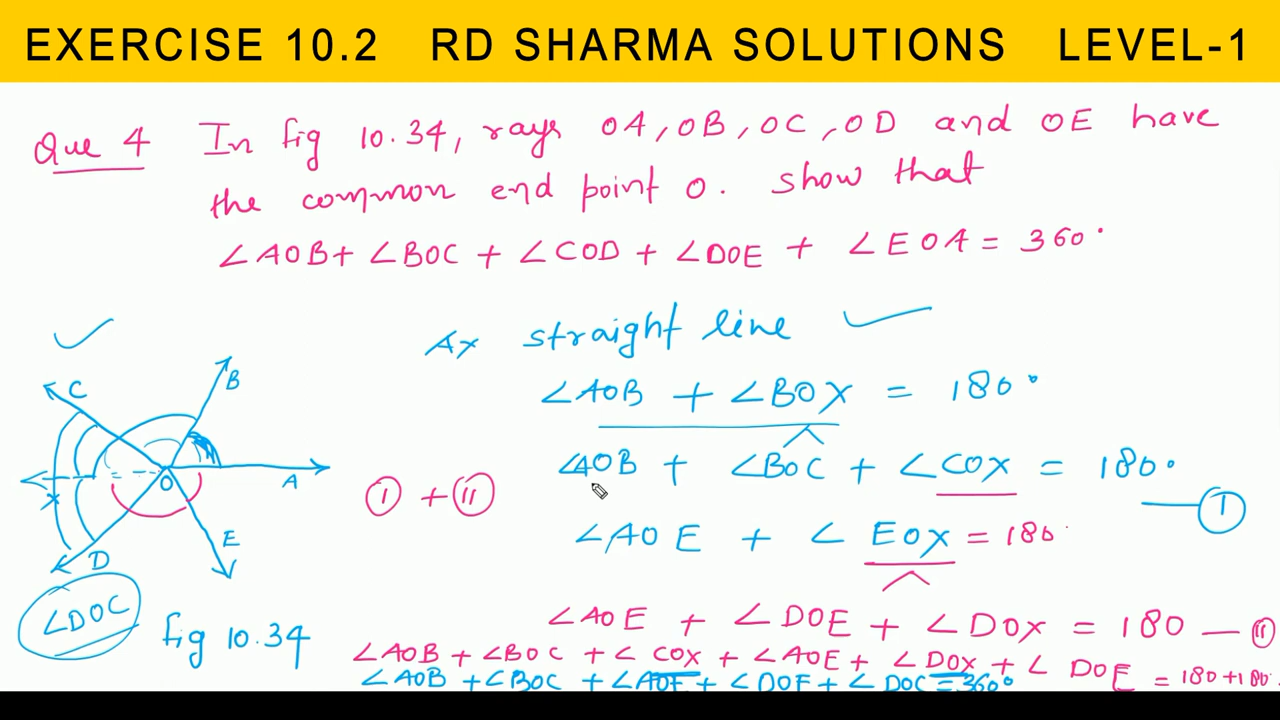 EXERCISE 10.2 RD SHARMA SOLUTIONS LEVEL-1
Que 4 In fig 10.34, rays OA, OB, OC, OD and OE have
the common end point O. show that
∠AOB + ∠BOC + ∠COD + ∠DOE + ∠EOA = 360°
AX straight line
∠AOB + ∠BOX = 180°
∠AOB + ∠BOC + ∠COX = 180° — I
I + II
∠AOE + ∠EOX = 180
∠AOE + ∠DOE + ∠DOX = 180 — II
∠AOB + ∠BOC + ∠COX + ∠AOE + ∠DOX + ∠DOE = 180+180
∠AOB + ∠BOC + ∠AOE + ∠DOE + ∠DOC = 360°
C
B
A
O
X
E
D
∠DOC
fig 10.34